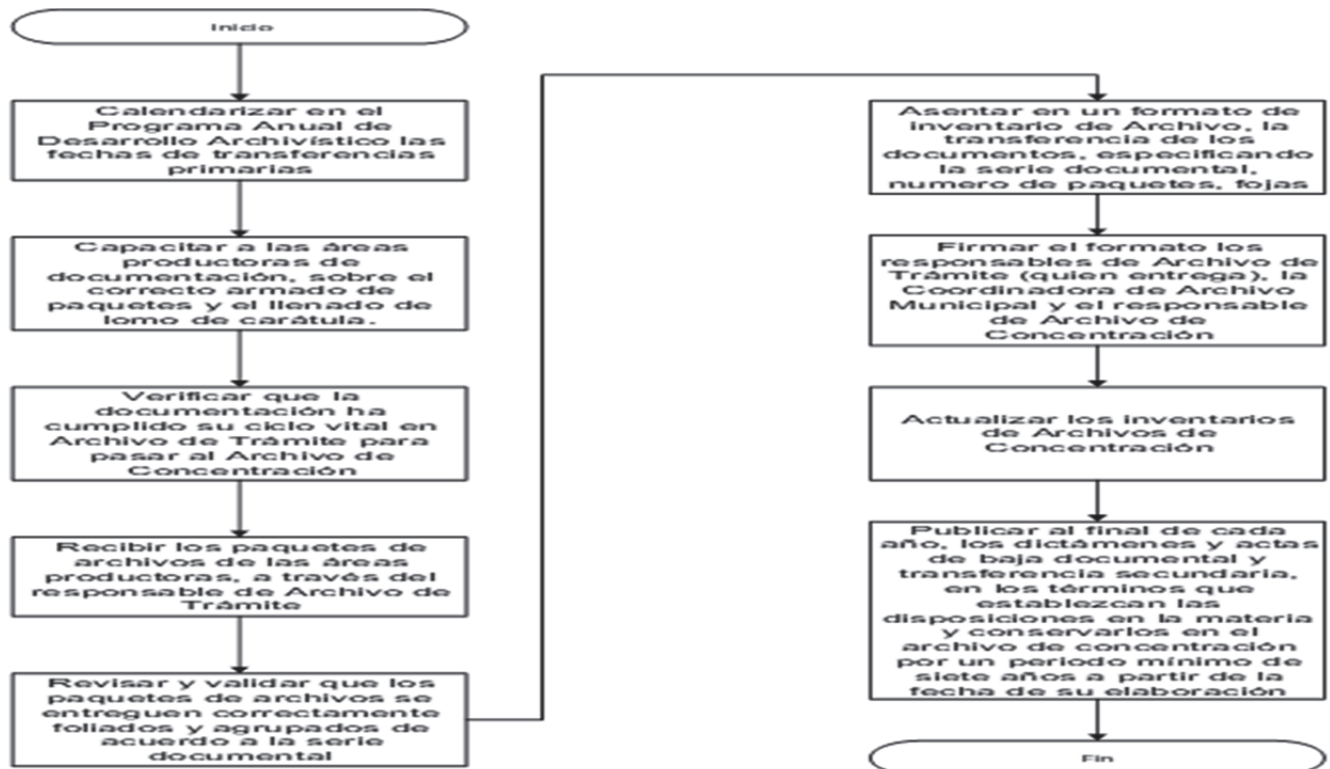 Inicio
Calendarizar en el
Programa Anual de
Desarrollo Archivístico las
fechas de transferencias
primarias
Capacitar a las áreas
productoras de
documentación, sobre el
correcto armado de
paquetes y el llenado de
lomo de carátula.
Verificar que la
documentación ha
cumplido su ciclo vital en
Archivo de Trámite para
pasar al Archivo de
Concentración
Recibir los paquetes de
archivos de las áreas
productoras, a través del
responsable de Archivo de
Trámite
Revisar y validar que los
paquetes de archivos se
entreguen correctamente
foliados y agrupados de
acuerdo a la serie
documental
Asentar en un formato de
inventario de Archivo, la
transferencia de los
documentos, especificando
la serie documental,
numero de paquetes, fojas
Firmar el formato los
responsables de Archivo de
Trámite (quien entrega), la
Coordinadora de Archivo
Municipal y el responsable
de Archivo de
Concentración
Actualizar los inventarios
de Archivos de
Concentración
Publicar al final de cada
año, los dictámenes y actas
de baja documental y
transferencia secundaria,
en los términos que
establezcan las
disposiciones en la materia
y conservarlos en el
archivo de concentración
por un periodo mínimo de
siete años a partir de la
fecha de su elaboración
Fin